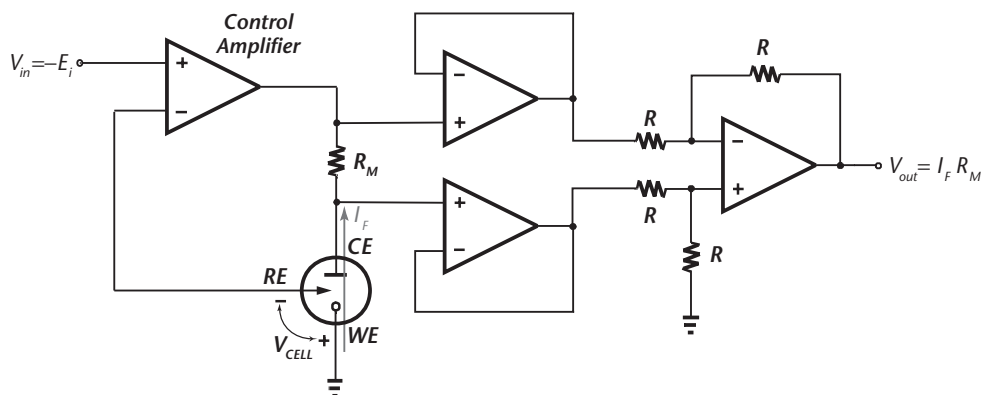 Control
Amplifier
V_in=−E_i
+
−
−
+
R_M
I_F
CE
RE
−
V_CELL
+
WE
+
−
R
R
R
R
−
+
V_out= I_F R_M